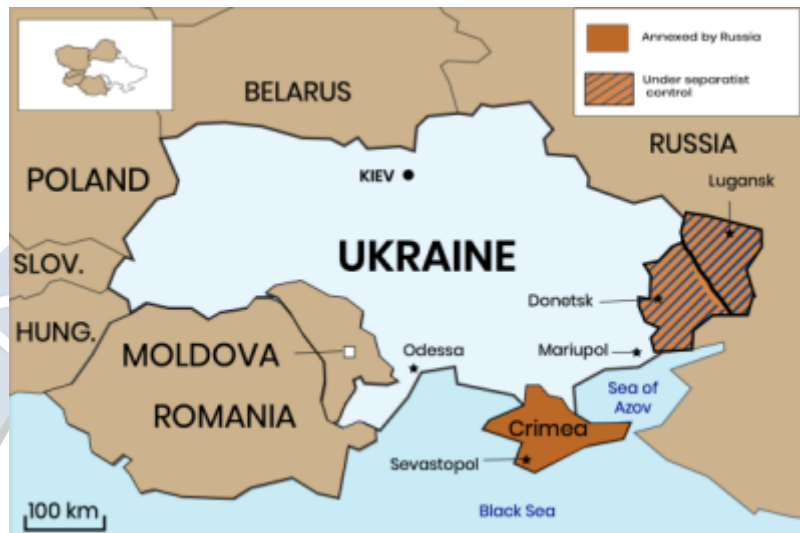 Annexed by Russia
Under separatist
control
BELARUS
RUSSIA
POLAND
KIEV
Lugansk
UKRAINE
SLOV.
Donetsk
HUNG.
MOLDOVA
Odessa
Mariupol
Sea of
Azov
ROMANIA
Crimea
Sevastopol
100 km
Black Sea